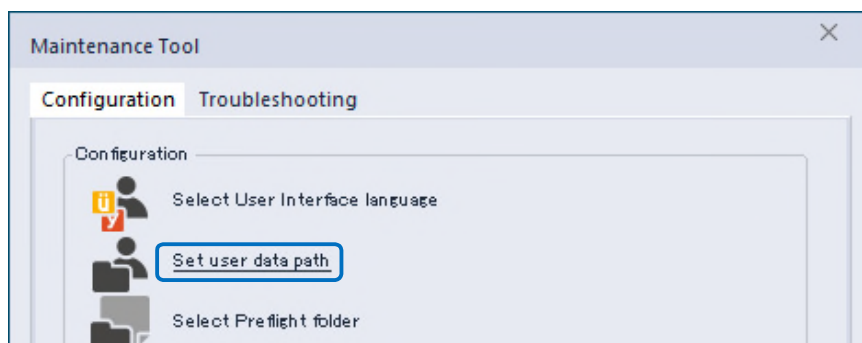 Maintenance Tool
Configuration Troubleshooting
Configuration
ü
y
Select User Interface language
Set user data path
Select Preflight folder